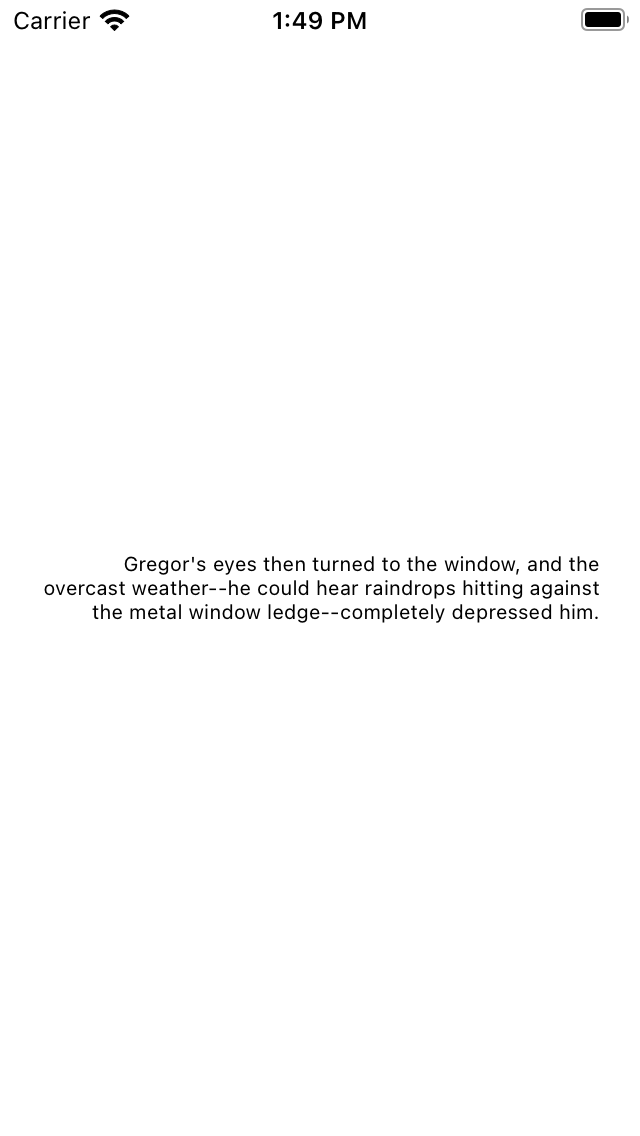 Carrier
1:49 PM
Gregor's eyes then turned to the window, and the
overcast weather--he could hear raindrops hitting against
the metal window ledge--completely depressed him.